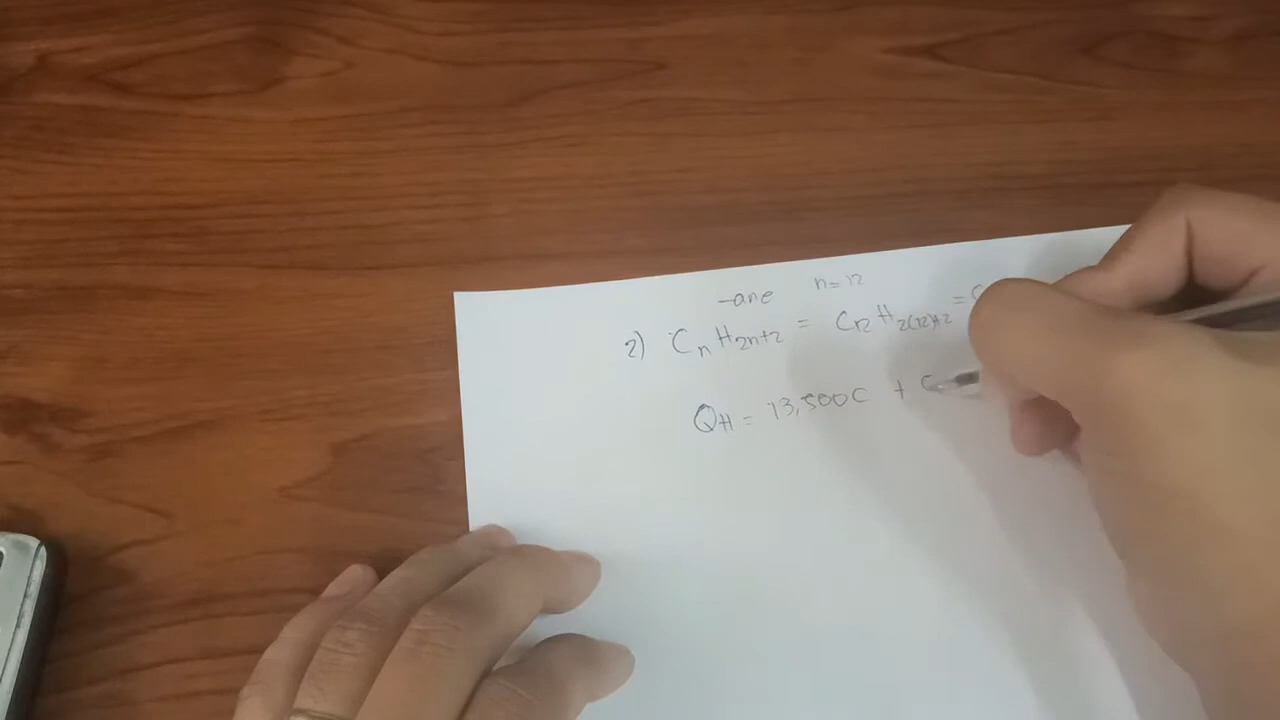 -ane n=12
2) CnH2n+2 = C12H2(12)+2 = C
QH = 13,500C +